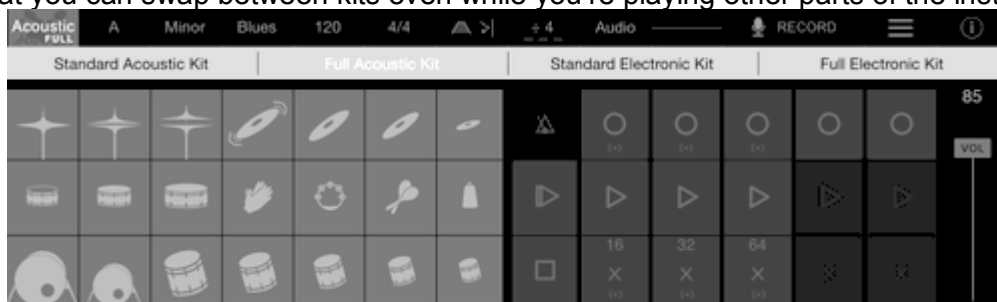 at you can swap between kits even while you're playing other parts of the inst
Acoustic FULL A Minor Blues 120 4/4 ÷ 4 Audio RECORD
Standard Acoustic Kit Full Acoustic Kit Standard Electronic Kit Full Electronic Kit
85
VOL
(+) (+) (+)
16 32 64
(+) (+) (+)